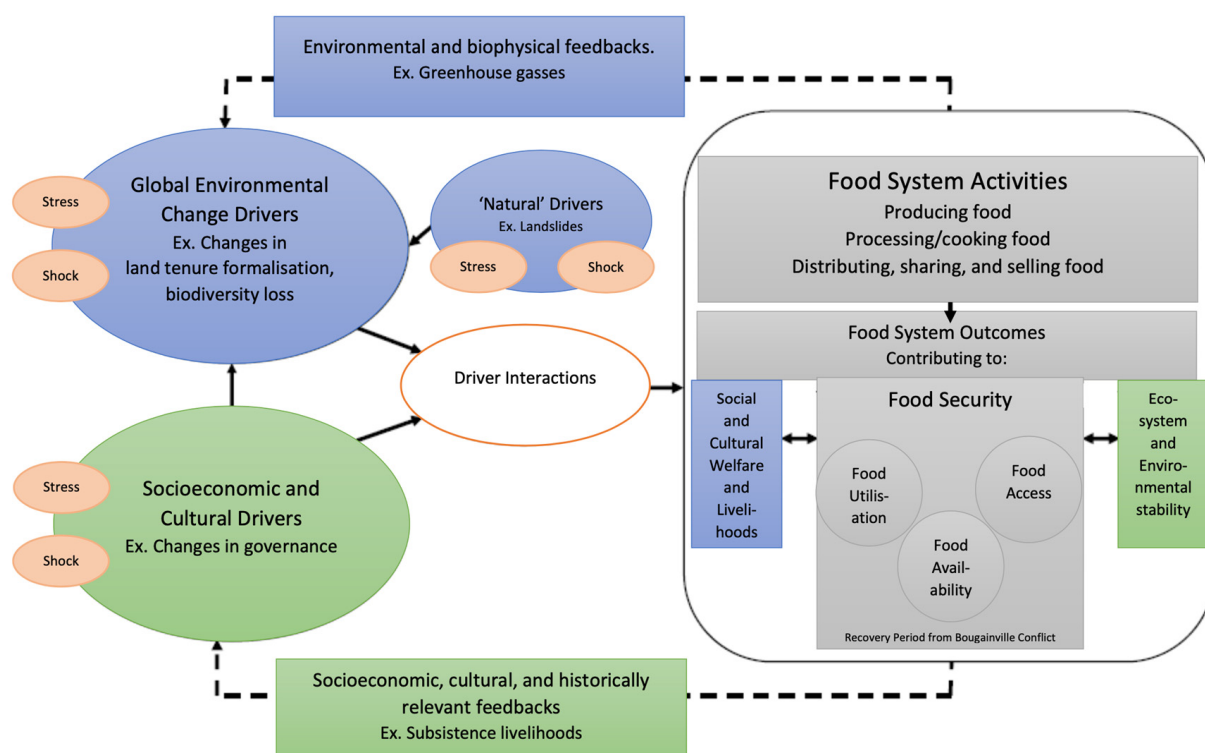 Environmental and biophysical feedbacks.
Ex. Greenhouse gasses
Global Environmental
Change Drivers
Ex. Changes in
land tenure formalisation,
biodiversity loss
Stress
Shock
‘Natural’ Drivers
Ex. Landslides
Stress
Shock
Driver Interactions
Socioeconomic and
Cultural Drivers
Ex. Changes in governance
Stress
Shock
Socioeconomic, cultural, and historically
relevant feedbacks
Ex. Subsistence livelihoods
Food System Activities
Producing food
Processing/cooking food
Distributing, sharing, and selling food
Food System Outcomes
Contributing to:
Social
and
Cultural
Welfare
and
Liveli-
hoods
Food Security
Food
Utilis-
ation
Food
Access
Food
Avail-
ability
Recovery Period from Bougainville Conflict
Eco-
system
and
Enviro-
nmental
stability